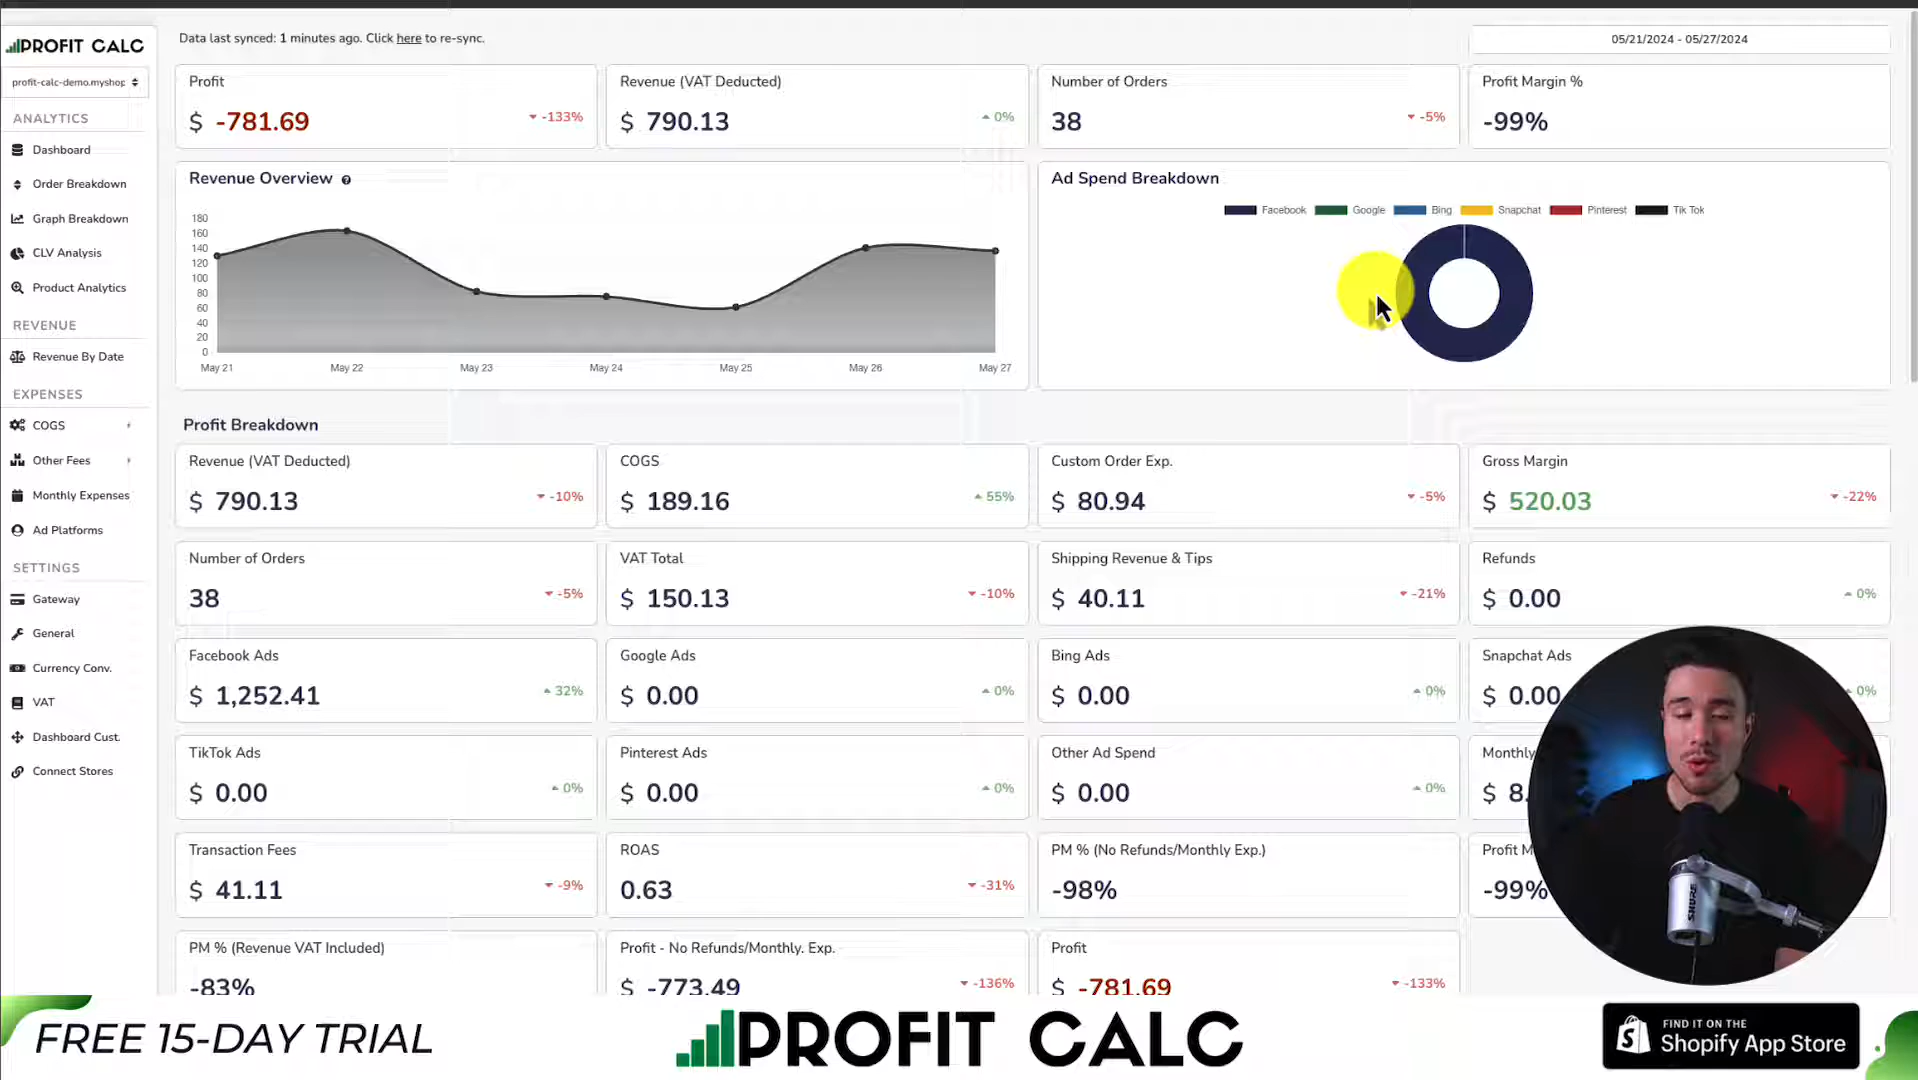 PROFIT CALC
profit-calc-demo.myshop
ANALYTICS
Dashboard
Order Breakdown
Graph Breakdown
CLV Analysis
Product Analytics
REVENUE
Revenue By Date
EXPENSES
COGS
Other Fees
Monthly Expenses
Ad Platforms
SETTINGS
Gateway
General
Currency Conv.
VAT
Dashboard Cust.
Connect Stores
Data last synced: 1 minutes ago. Click here to re-sync.
05/21/2024 - 05/27/2024
Profit
$ -781.69
-133%
Revenue (VAT Deducted)
$ 790.13
0%
Number of Orders
38
-5%
Profit Margin %
-99%
Revenue Overview
180
160
140
120
100
80
60
40
20
0
May 21 May 22 May 23 May 24 May 25 May 26 May 27
Ad Spend Breakdown
Facebook Google Bing Snapchat Pinterest Tik Tok
Profit Breakdown
Revenue (VAT Deducted)
$ 790.13
-10%
COGS
$ 189.16
55%
Custom Order Exp.
$ 80.94
-5%
Gross Margin
$ 520.03
-22%
Number of Orders
38
-5%
VAT Total
$ 150.13
-10%
Shipping Revenue & Tips
$ 40.11
-21%
Refunds
$ 0.00
0%
Facebook Ads
$ 1,252.41
32%
Google Ads
$ 0.00
0%
Bing Ads
$ 0.00
0%
Snapchat Ads
$ 0.00
0%
TikTok Ads
$ 0.00
0%
Pinterest Ads
$ 0.00
0%
Other Ad Spend
$ 0.00
0%
Monthly
$ 8.
Transaction Fees
$ 41.11
-9%
ROAS
0.63
-31%
PM % (No Refunds/Monthly Exp.)
-98%
Profit M
-99%
PM % (Revenue VAT Included)
-83%
Profit - No Refunds/Monthly. Exp.
$ -773.49
-136%
Profit
$ -781.69
-133%
SHURE
FREE 15-DAY TRIAL
PROFIT CALC
FIND IT ON THE
Shopify App Store